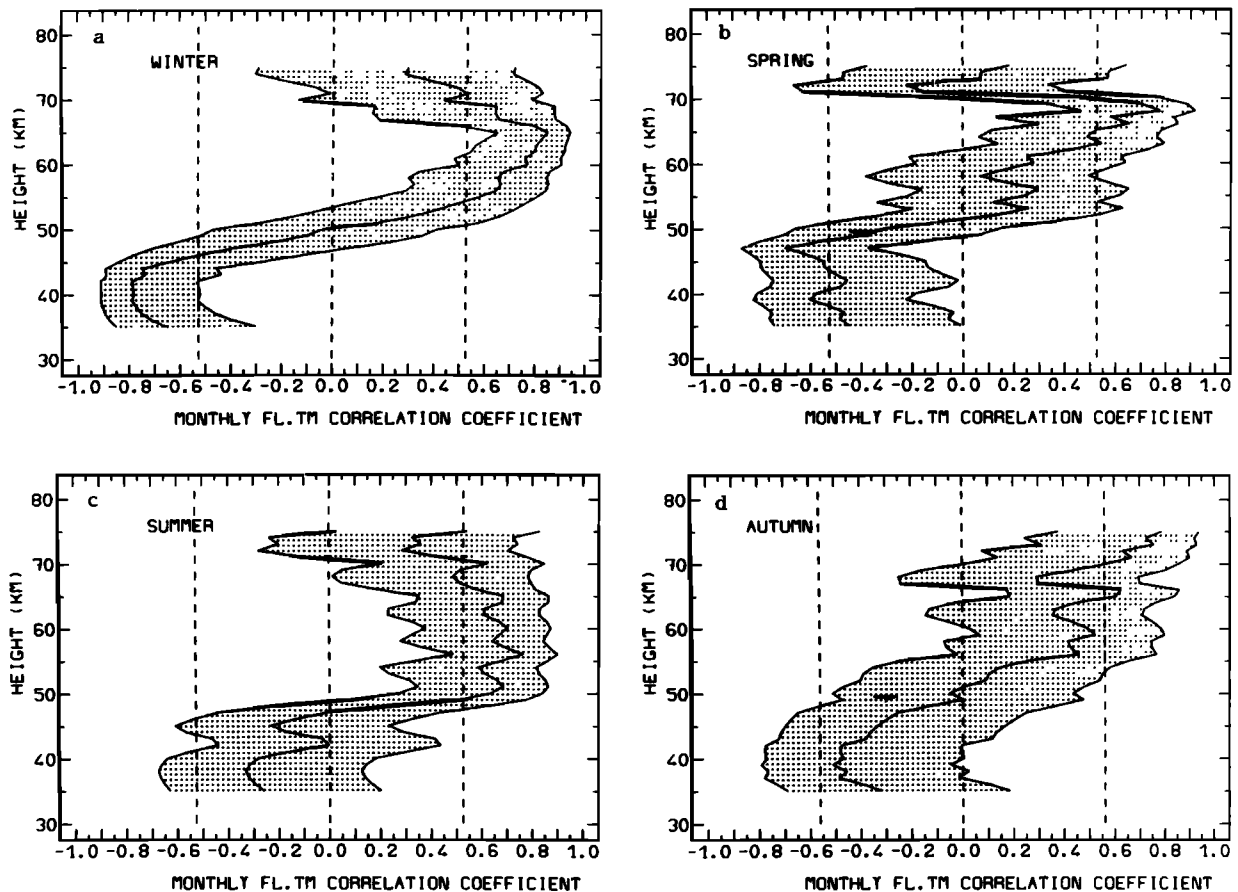 a
WINTER
HEIGHT (KM)
80
70
60
50
40
30
-1.0 -0.8 -0.6 -0.4 -0.2 0.0 0.2 0.4 0.6 0.8 1.0
MONTHLY FL.TM CORRELATION COEFFICIENT
b
SPRING
HEIGHT (KM)
80
70
60
50
40
30
-1.0 -0.8 -0.6 -0.4 -0.2 0.0 0.2 0.4 0.6 0.8 1.0
MONTHLY FL.TM CORRELATION COEFFICIENT
c
SUMMER
HEIGHT (KM)
80
70
60
50
40
30
-1.0 -0.8 -0.6 -0.4 -0.2 0.0 0.2 0.4 0.6 0.8 1.0
MONTHLY FL.TM CORRELATION COEFFICIENT
d
AUTUMN
HEIGHT (KM)
80
70
60
50
40
30
-1.0 -0.8 -0.6 -0.4 -0.2 0.0 0.2 0.4 0.6 0.8 1.0
MONTHLY FL.TM CORRELATION COEFFICIENT